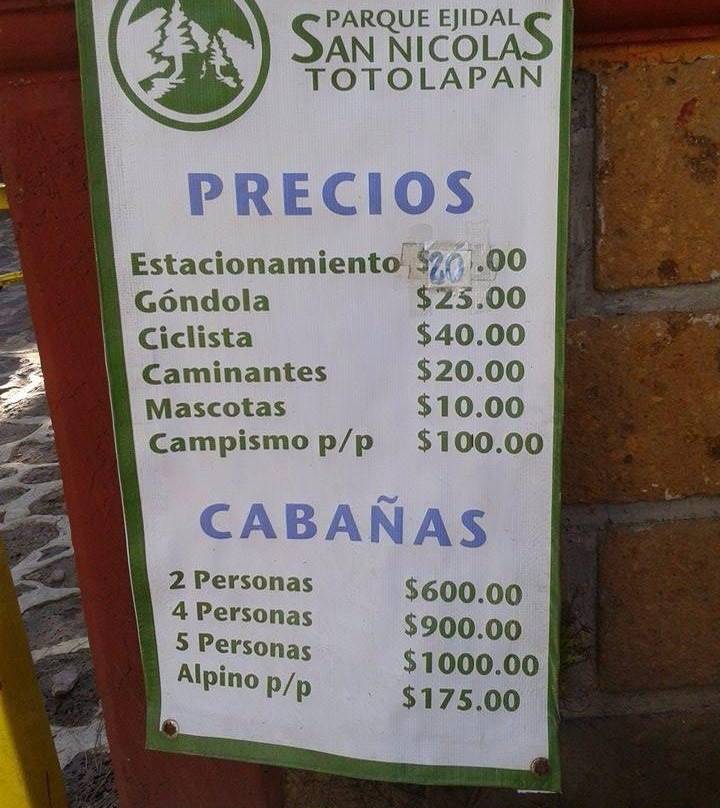 PARQUE EJIDAL
SAN NICOLAS
TOTOLAPAN
PRECIOS
Estacionamiento $20.00
Góndola $25.00
Ciclista $40.00
Caminantes $20.00
Mascotas $10.00
Campismo p/p $100.00
CABAÑAS
2 Personas $600.00
4 Personas $900.00
5 Personas $1000.00
Alpino p/p $175.00